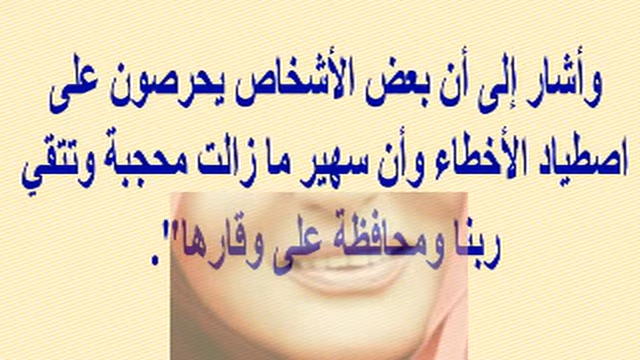 وأشار إلى أن بعض الأشخاص يحرصون على
اصطياد الأخطاء وأن سهير ما زالت محجبة وتتقي
ربنا ومحافظة على وقارها".